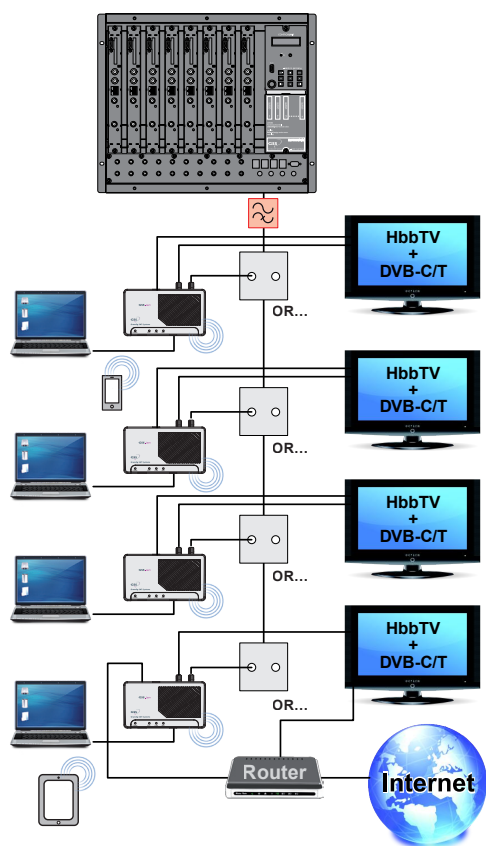 HbbTV
+
DVB-C/T
OR...
HbbTV
+
DVB-C/T
OR...
HbbTV
+
DVB-C/T
OR...
HbbTV
+
DVB-C/T
OR...
Router
Internet